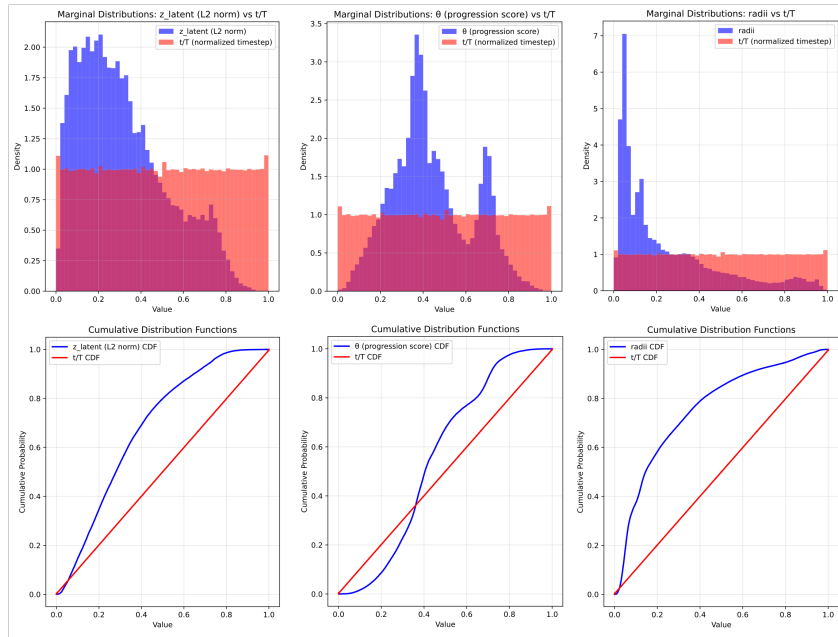 Marginal Distributions: z_latent (L2 norm) vs t/T
z_latent (L2 norm)
t/T (normalized timestep)
2.00
1.75
1.50
1.25
1.00
0.75
0.50
0.25
0.00
Density
0.0 0.2 0.4 0.6 0.8 1.0
Value
Marginal Distributions: θ (progression score) vs t/T
θ (progression score)
t/T (normalized timestep)
3.5
3.0
2.5
2.0
1.5
1.0
0.5
0.0
Density
0.0 0.2 0.4 0.6 0.8 1.0
Value
Marginal Distributions: radii vs t/T
radii
t/T (normalized timestep)
7
6
5
4
3
2
1
0
Density
0.0 0.2 0.4 0.6 0.8 1.0
Value
Cumulative Distribution Functions
z_latent (L2 norm) CDF
t/T CDF
1.0
0.8
0.6
0.4
0.2
0.0
Cumulative Probability
0.0 0.2 0.4 0.6 0.8 1.0
Value
Cumulative Distribution Functions
θ (progression score) CDF
t/T CDF
1.0
0.8
0.6
0.4
0.2
0.0
Cumulative Probability
0.0 0.2 0.4 0.6 0.8 1.0
Value
Cumulative Distribution Functions
radii CDF
t/T CDF
1.0
0.8
0.6
0.4
0.2
0.0
Cumulative Probability
0.0 0.2 0.4 0.6 0.8 1.0
Value